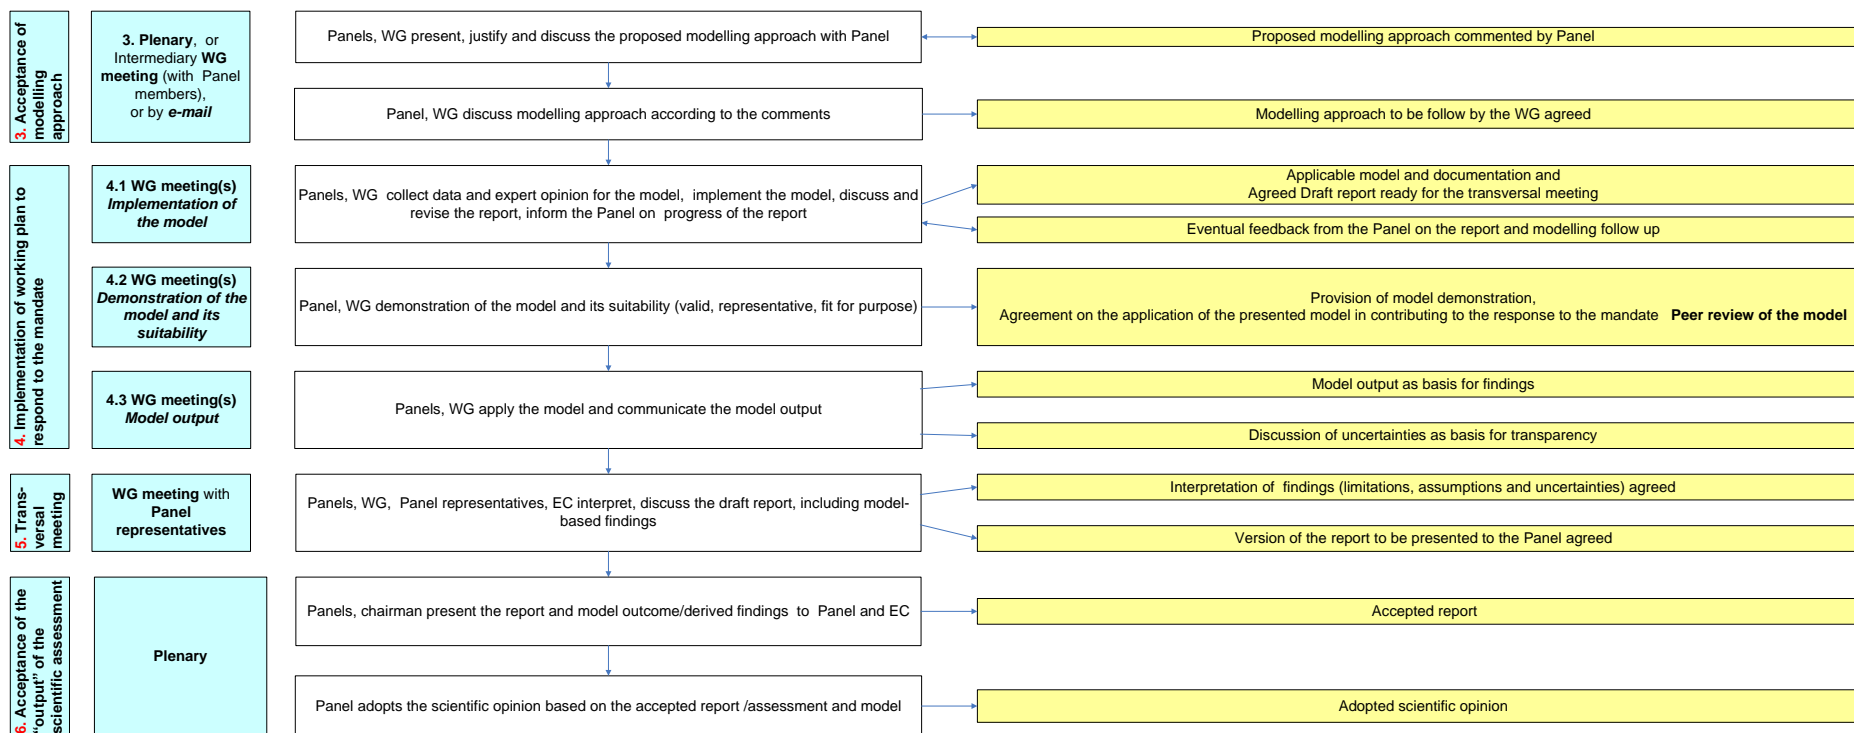 3. Acceptance of
modelling
approach
3. Plenary, or
Intermediary WG
meeting (with Panel
members),
or by e-mail
Panels, WG present, justify and discuss the proposed modelling approach with Panel
Proposed modelling approach commented by Panel
Panel, WG discuss modelling approach according to the comments
Modelling approach to be follow by the WG agreed
4. Implementation of working plan to
respond to the mandate
4.1 WG meeting(s)
Implementation of
the model
Panels, WG collect data and expert opinion for the model, implement the model, discuss and
revise the report, inform the Panel on progress of the report
Applicable model and documentation and
Agreed Draft report ready for the transversal meeting
Eventual feedback from the Panel on the report and modelling follow up
4.2 WG meeting(s)
Demonstration of the
model and its
suitability
Panel, WG demonstration of the model and its suitability (valid, representative, fit for purpose)
Provision of model demonstration,
Agreement on the application of the presented model in contributing to the response to the mandate Peer review of the model
4.3 WG meeting(s)
Model output
Panels, WG apply the model and communicate the model output
Model output as basis for findings
Discussion of uncertainties as basis for transparency
5. Trans-
versal
meeting
WG meeting with
Panel
representatives
Panels, WG, Panel representatives, EC interpret, discuss the draft report, including model-
based findings
Interpretation of findings (limitations, assumptions and uncertainties) agreed
Version of the report to be presented to the Panel agreed
6. Acceptance of the
“output” of the
scientific assessment
Plenary
Panels, chairman present the report and model outcome/derived findings to Panel and EC
Accepted report
Panel adopts the scientific opinion based on the accepted report /assessment and model
Adopted scientific opinion